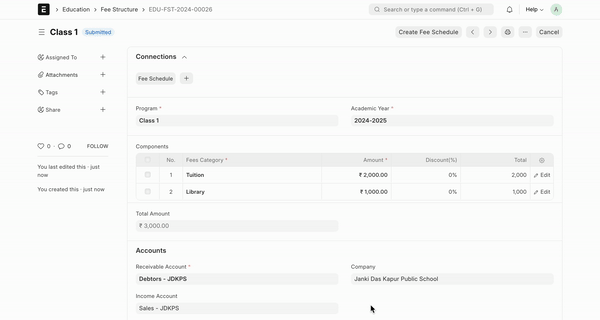 E Education > Fee Structure > EDU-FST-2024-00026 Search or type a command (Ctrl + G) Help A
Class 1 Submitted Create Fee Schedule Cancel
Assigned To +
Attachments +
Tags +
Share +
0 · 0 FOLLOW
You last edited this · just now
You created this · just now
Connections
Fee Schedule +
Program *
Class 1
Academic Year *
2024-2025
Components
No. Fees Category * Amount * Discount(%) Total
1 Tuition ₹ 2,000.00 0% 2,000 Edit
2 Library ₹ 1,000.00 0% 1,000 Edit
Total Amount
₹ 3,000.00
Accounts
Receivable Account *
Debtors - JDKPS
Company
Janki Das Kapur Public School
Income Account
Sales - JDKPS